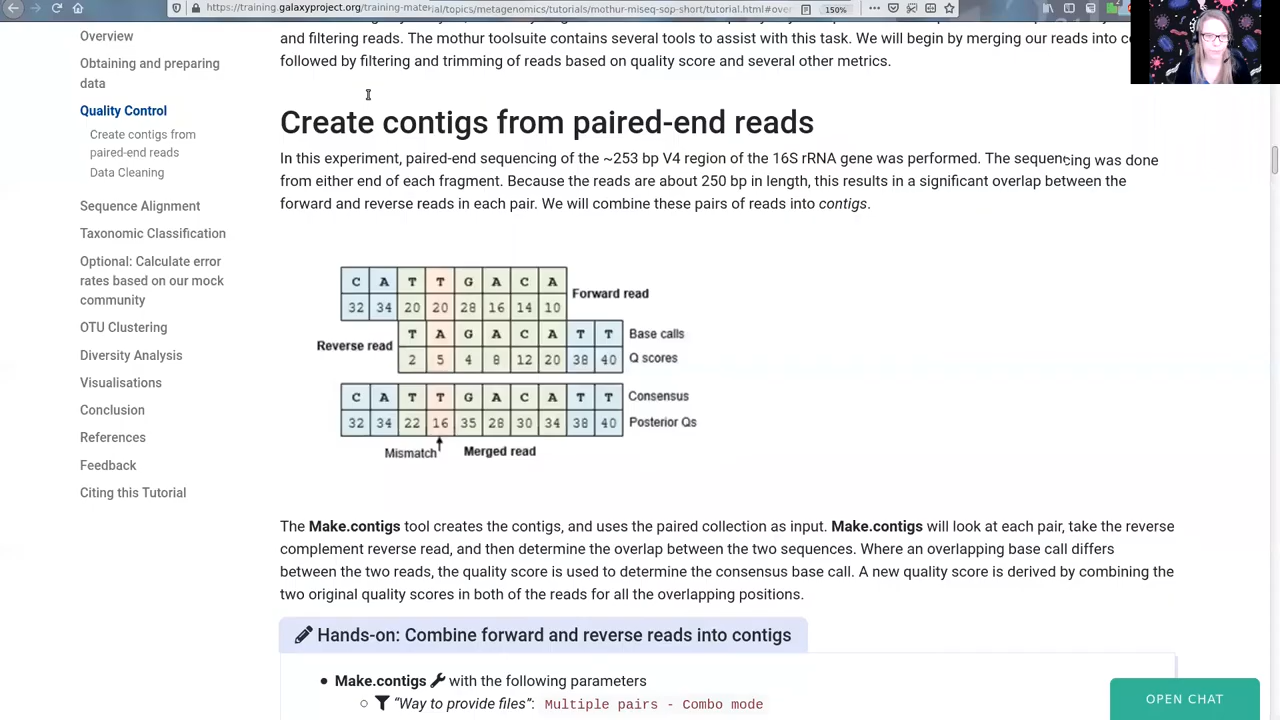 https://training.galaxyproject.org/training-material/topics/metagenomics/tutorials/mothur-miseq-sop-short/tutorial.html#over
150%
Overview
Obtaining and preparing
data
Quality Control
Create contigs from
paired-end reads
Data Cleaning
Sequence Alignment
Taxonomic Classification
Optional: Calculate error
rates based on our mock
community
OTU Clustering
Diversity Analysis
Visualisations
Conclusion
References
Feedback
Citing this Tutorial
and filtering reads. The mothur toolsuite contains several tools to assist with this task. We will begin by merging our reads into
followed by filtering and trimming of reads based on quality score and several other metrics.
Create contigs from paired-end reads
In this experiment, paired-end sequencing of the ~253 bp V4 region of the 16S rRNA gene was performed. The sequencing was done
from either end of each fragment. Because the reads are about 250 bp in length, this results in a significant overlap between the
forward and reverse reads in each pair. We will combine these pairs of reads into contigs.
C A T T G A C A
32 34 20 20 28 16 14 10
Forward read
Reverse read
T A G A C A T T Base calls
2 5 4 8 12 20 38 40 Q scores
C A T T G A C A T T Consensus
32 34 22 16 35 28 30 34 38 40 Posterior Qs
Mismatch Merged read
The Make.contigs tool creates the contigs, and uses the paired collection as input. Make.contigs will look at each pair, take the reverse
complement reverse read, and then determine the overlap between the two sequences. Where an overlapping base call differs
between the two reads, the quality score is used to determine the consensus base call. A new quality score is derived by combining the
two original quality scores in both of the reads for all the overlapping positions.
Hands-on: Combine forward and reverse reads into contigs
Make.contigs with the following parameters
"Way to provide files": Multiple pairs - Combo mode
OPEN CHAT